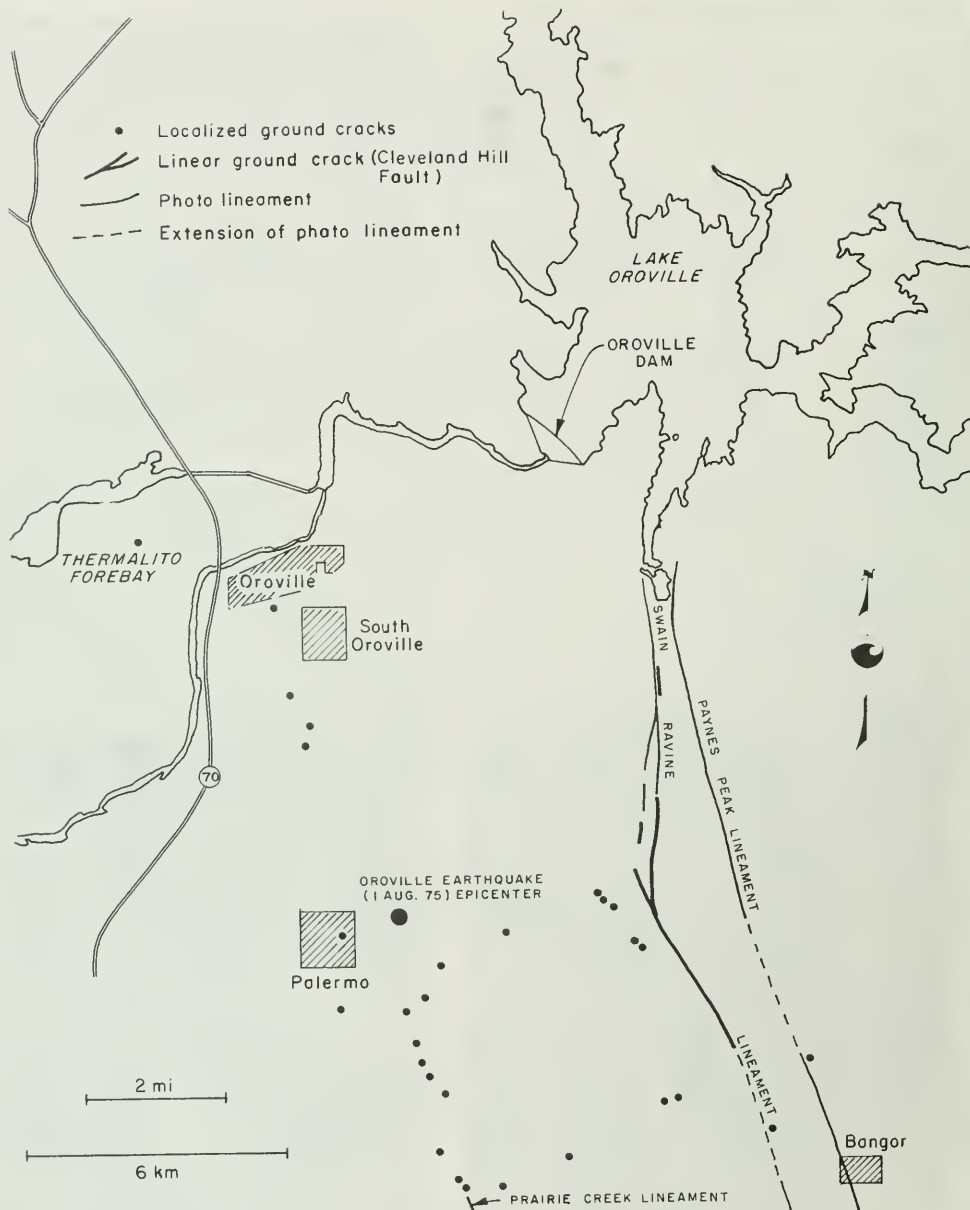 Localized ground cracks
Linear ground crack (Cleveland Hill
Fault)
Photo lineament
Extension of photo lineament
LAKE
OROVILLE
OROVILLE
DAM
THERMALITO
FOREBAY
Oroville
South
Oroville
N
SWAIN
RAVINE
PAYNES PEAK LINEAMENT
70
OROVILLE EARTHQUAKE
(1 AUG. 75) EPICENTER
Palermo
LINEAMENT
2 mi
Bangor
6 km
PRAIRIE CREEK LINEAMENT